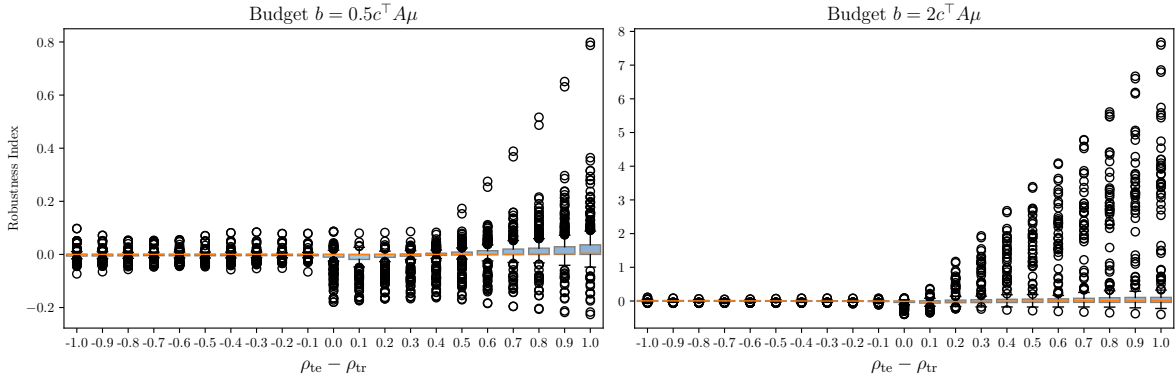 Budget b = 0.5c⊤Aµ
Budget b = 2c⊤Aµ
Robustness Index
0.8
0.6
0.4
0.2
0.0
−0.2
8
7
6
5
4
3
2
1
0
-1.0 -0.9 -0.8 -0.7 -0.6 -0.5 -0.4 -0.3 -0.2 -0.1 0.0 0.1 0.2 0.3 0.4 0.5 0.6 0.7 0.8 0.9 1.0
-1.0 -0.9 -0.8 -0.7 -0.6 -0.5 -0.4 -0.3 -0.2 -0.1 0.0 0.1 0.2 0.3 0.4 0.5 0.6 0.7 0.8 0.9 1.0
ρte − ρtr
ρte − ρtr